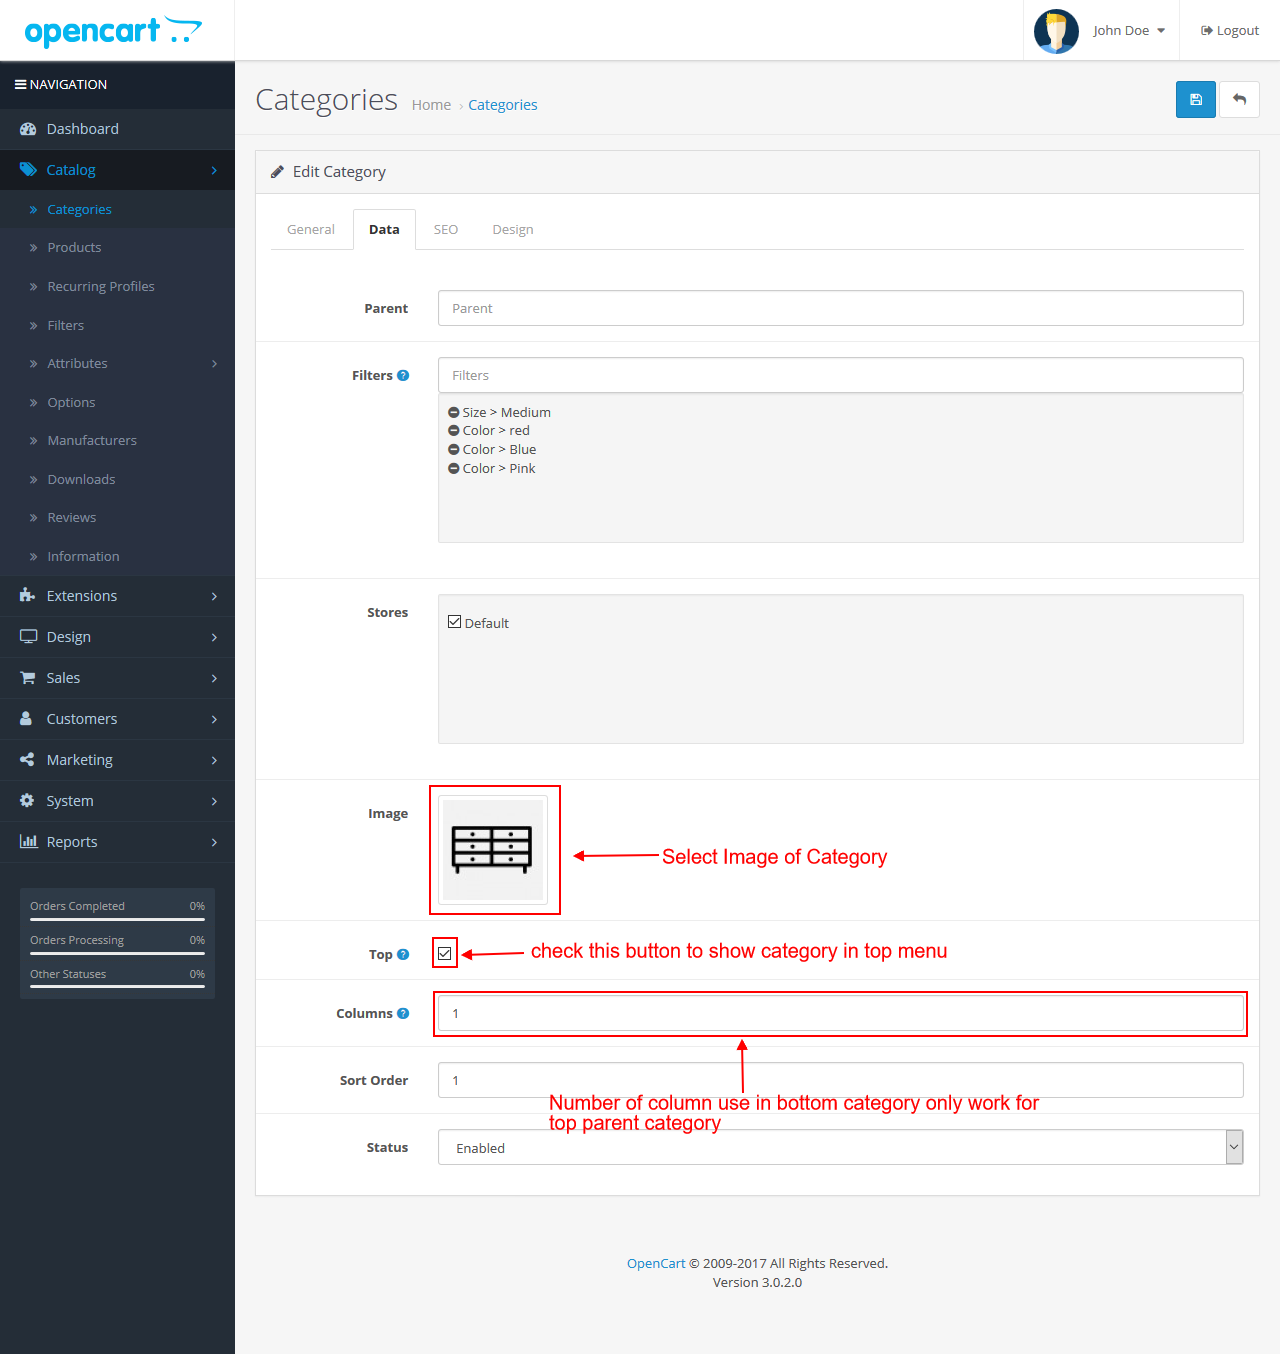 opencart
John Doe
Logout
NAVIGATION
Dashboard
Catalog
Categories
Products
Recurring Profiles
Filters
Attributes
Options
Manufacturers
Downloads
Reviews
Information
Extensions
Design
Sales
Customers
Marketing
System
Reports
Orders Completed 0%
Orders Processing 0%
Other Statuses 0%
Categories Home › Categories
Edit Category
General Data SEO Design
Parent Parent
Filters ? Filters
Size > Medium
Color > red
Color > Blue
Color > Pink
Stores
Default
Image
Select Image of Category
Top ? check this button to show category in top menu
Columns ? 1
Sort Order 1
Number of column use in bottom category only work for
top parent category
Status Enabled
OpenCart © 2009-2017 All Rights Reserved.
Version 3.0.2.0